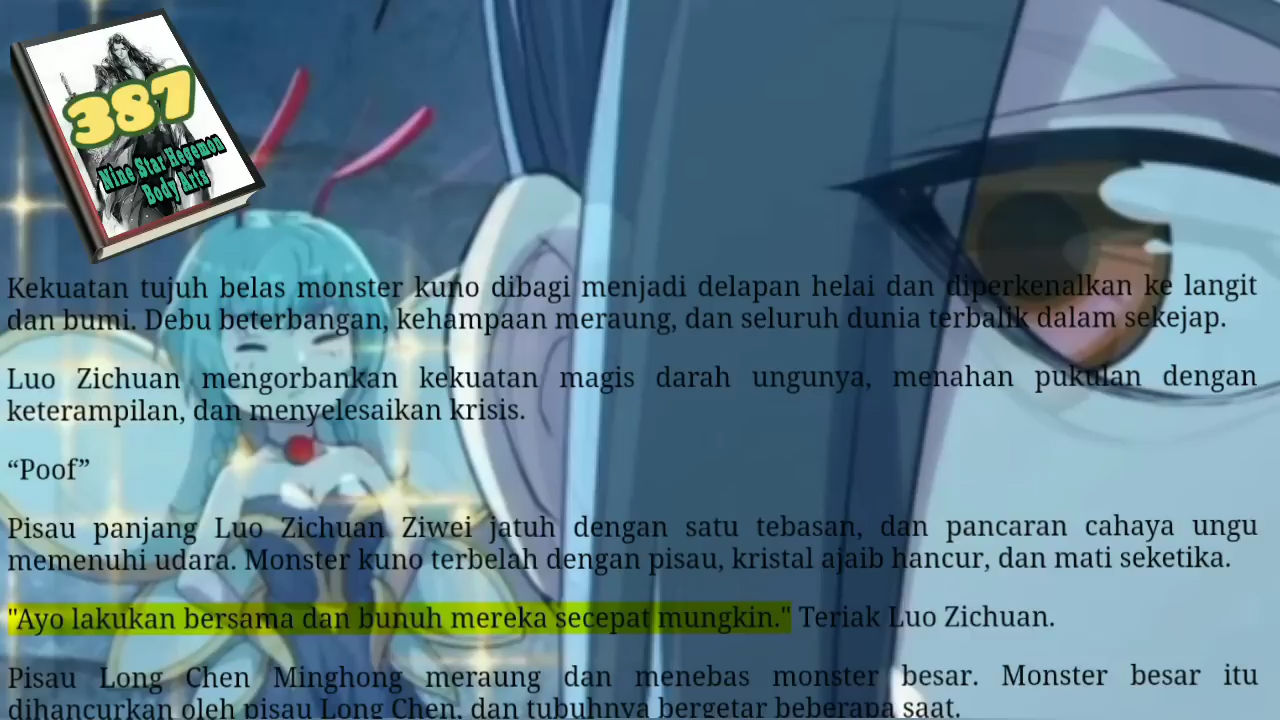 387
Nine Star Hegemon
Body Arts
Kekuatan tujuh belas monster kuno dibagi menjadi delapan helai dan diperkenalkan ke langit
dan bumi. Debu beterbangan, kehampaan meraung, dan seluruh dunia terbalik dalam sekejap.
Luo Zichuan mengorbankan kekuatan magis darah ungunya, menahan pukulan dengan
keterampilan, dan menyelesaikan krisis.
“Poof”
Pisau panjang Luo Zichuan Ziwei jatuh dengan satu tebasan, dan pancaran cahaya ungu
memenuhi udara. Monster kuno terbelah dengan pisau, kristal ajaib hancur, dan mati seketika.
"Ayo lakukan bersama dan bunuh mereka secepat mungkin." Teriak Luo Zichuan.
Pisau Long Chen Minghong meraung dan menebas monster besar. Monster besar itu
dihancurkan oleh pisau Long Chen, dan tubuhnya bergetar beberapa saat.